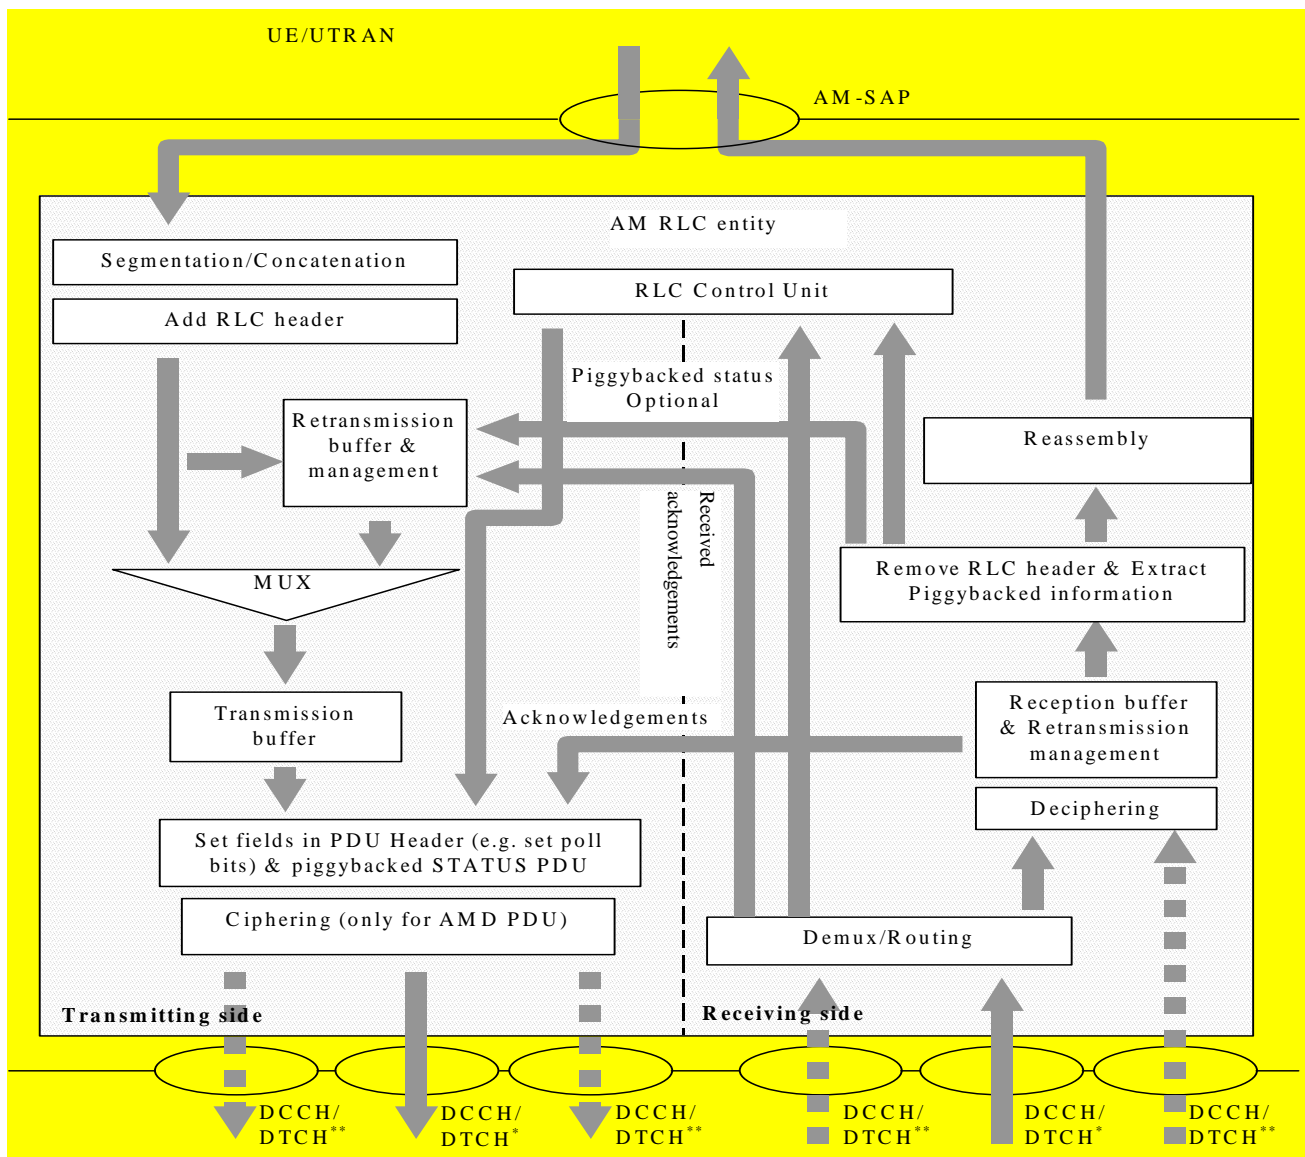 UE/UTRAN
AM-SAP
AM RLC entity
Segmentation/Concatenation
RLC Control Unit
Add RLC header
Piggybacked status
Optional
Retransmission
buffer &
management
Reassembly
Received
acknowledgements
Remove RLC header & Extract
Piggybacked information
MUX
Transmission
buffer
Acknowledgements
Reception buffer
& Retransmission
management
Deciphering
Set fields in PDU Header (e.g. set poll
bits) & piggybacked STATUS PDU
Ciphering (only for AMD PDU)
Demux/Routing
Transmitting side
Receiving side
DCCH/
DTCH**
DCCH/
DTCH*
DCCH/
DTCH**
DCCH/
DTCH**
DCCH/
DTCH*
DCCH/
DTCH**